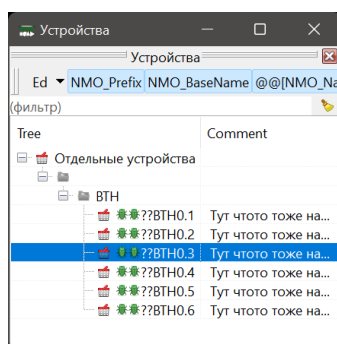 Устройства
Устройства
Ed NMO_Prefix NMO_BaseName @@[NMO_Na
(фильтр)
Tree Comment
Отдельные устройства
BTH
??BTH0.1 Тут чтото тоже на...
??BTH0.2 Тут чтото тоже на...
??BTH0.3 Тут чтото тоже на...
??BTH0.4 Тут чтото тоже на...
??BTH0.5 Тут чтото тоже на...
??BTH0.6 Тут чтото тоже на...